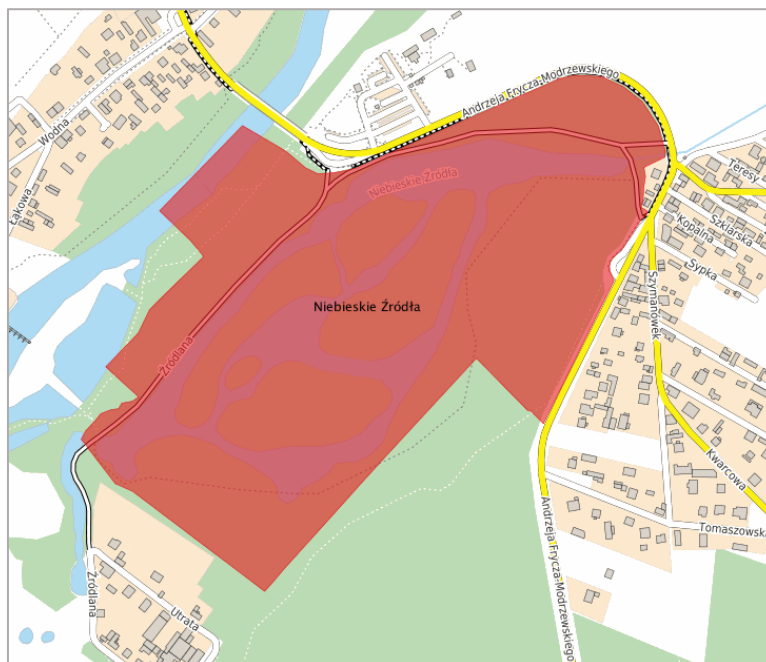 Andrzeja Frycza-Modrzewskiego
Wodna
Łąkowa
Teresy
Niebieskie Źródła
Szklarska
Kopalna
Sypka
Szymanówek
Niebieskie Źródła
Źródlana
Kwarcowa
Tomaszowska
Andrzeja Frycza-Modrzewskiego
Źródlana
Utrata